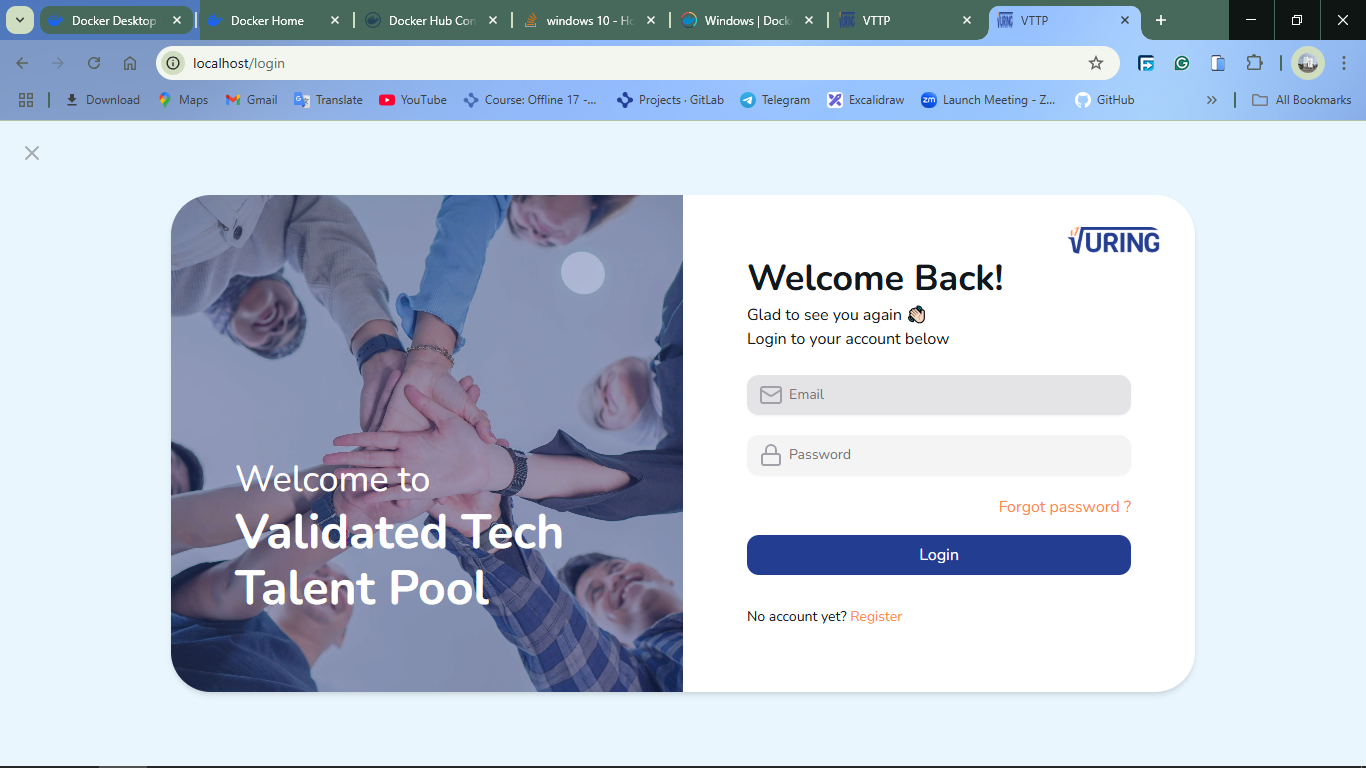 Docker Desktop
Docker Home
Docker Hub Con
windows 10 - Ho
Windows | Dock
VTTP
VTTP
localhost/login
Download
Maps
Gmail
Translate
YouTube
Course: Offline 17 -...
Projects · GitLab
Telegram
Excalidraw
zm
Launch Meeting - Z...
GitHub
All Bookmarks
Welcome to
Validated Tech
Talent Pool
VURING
Welcome Back!
Glad to see you again 👋🏻
Login to your account below
Email
Password
Forgot password ?
Login
No account yet? Register